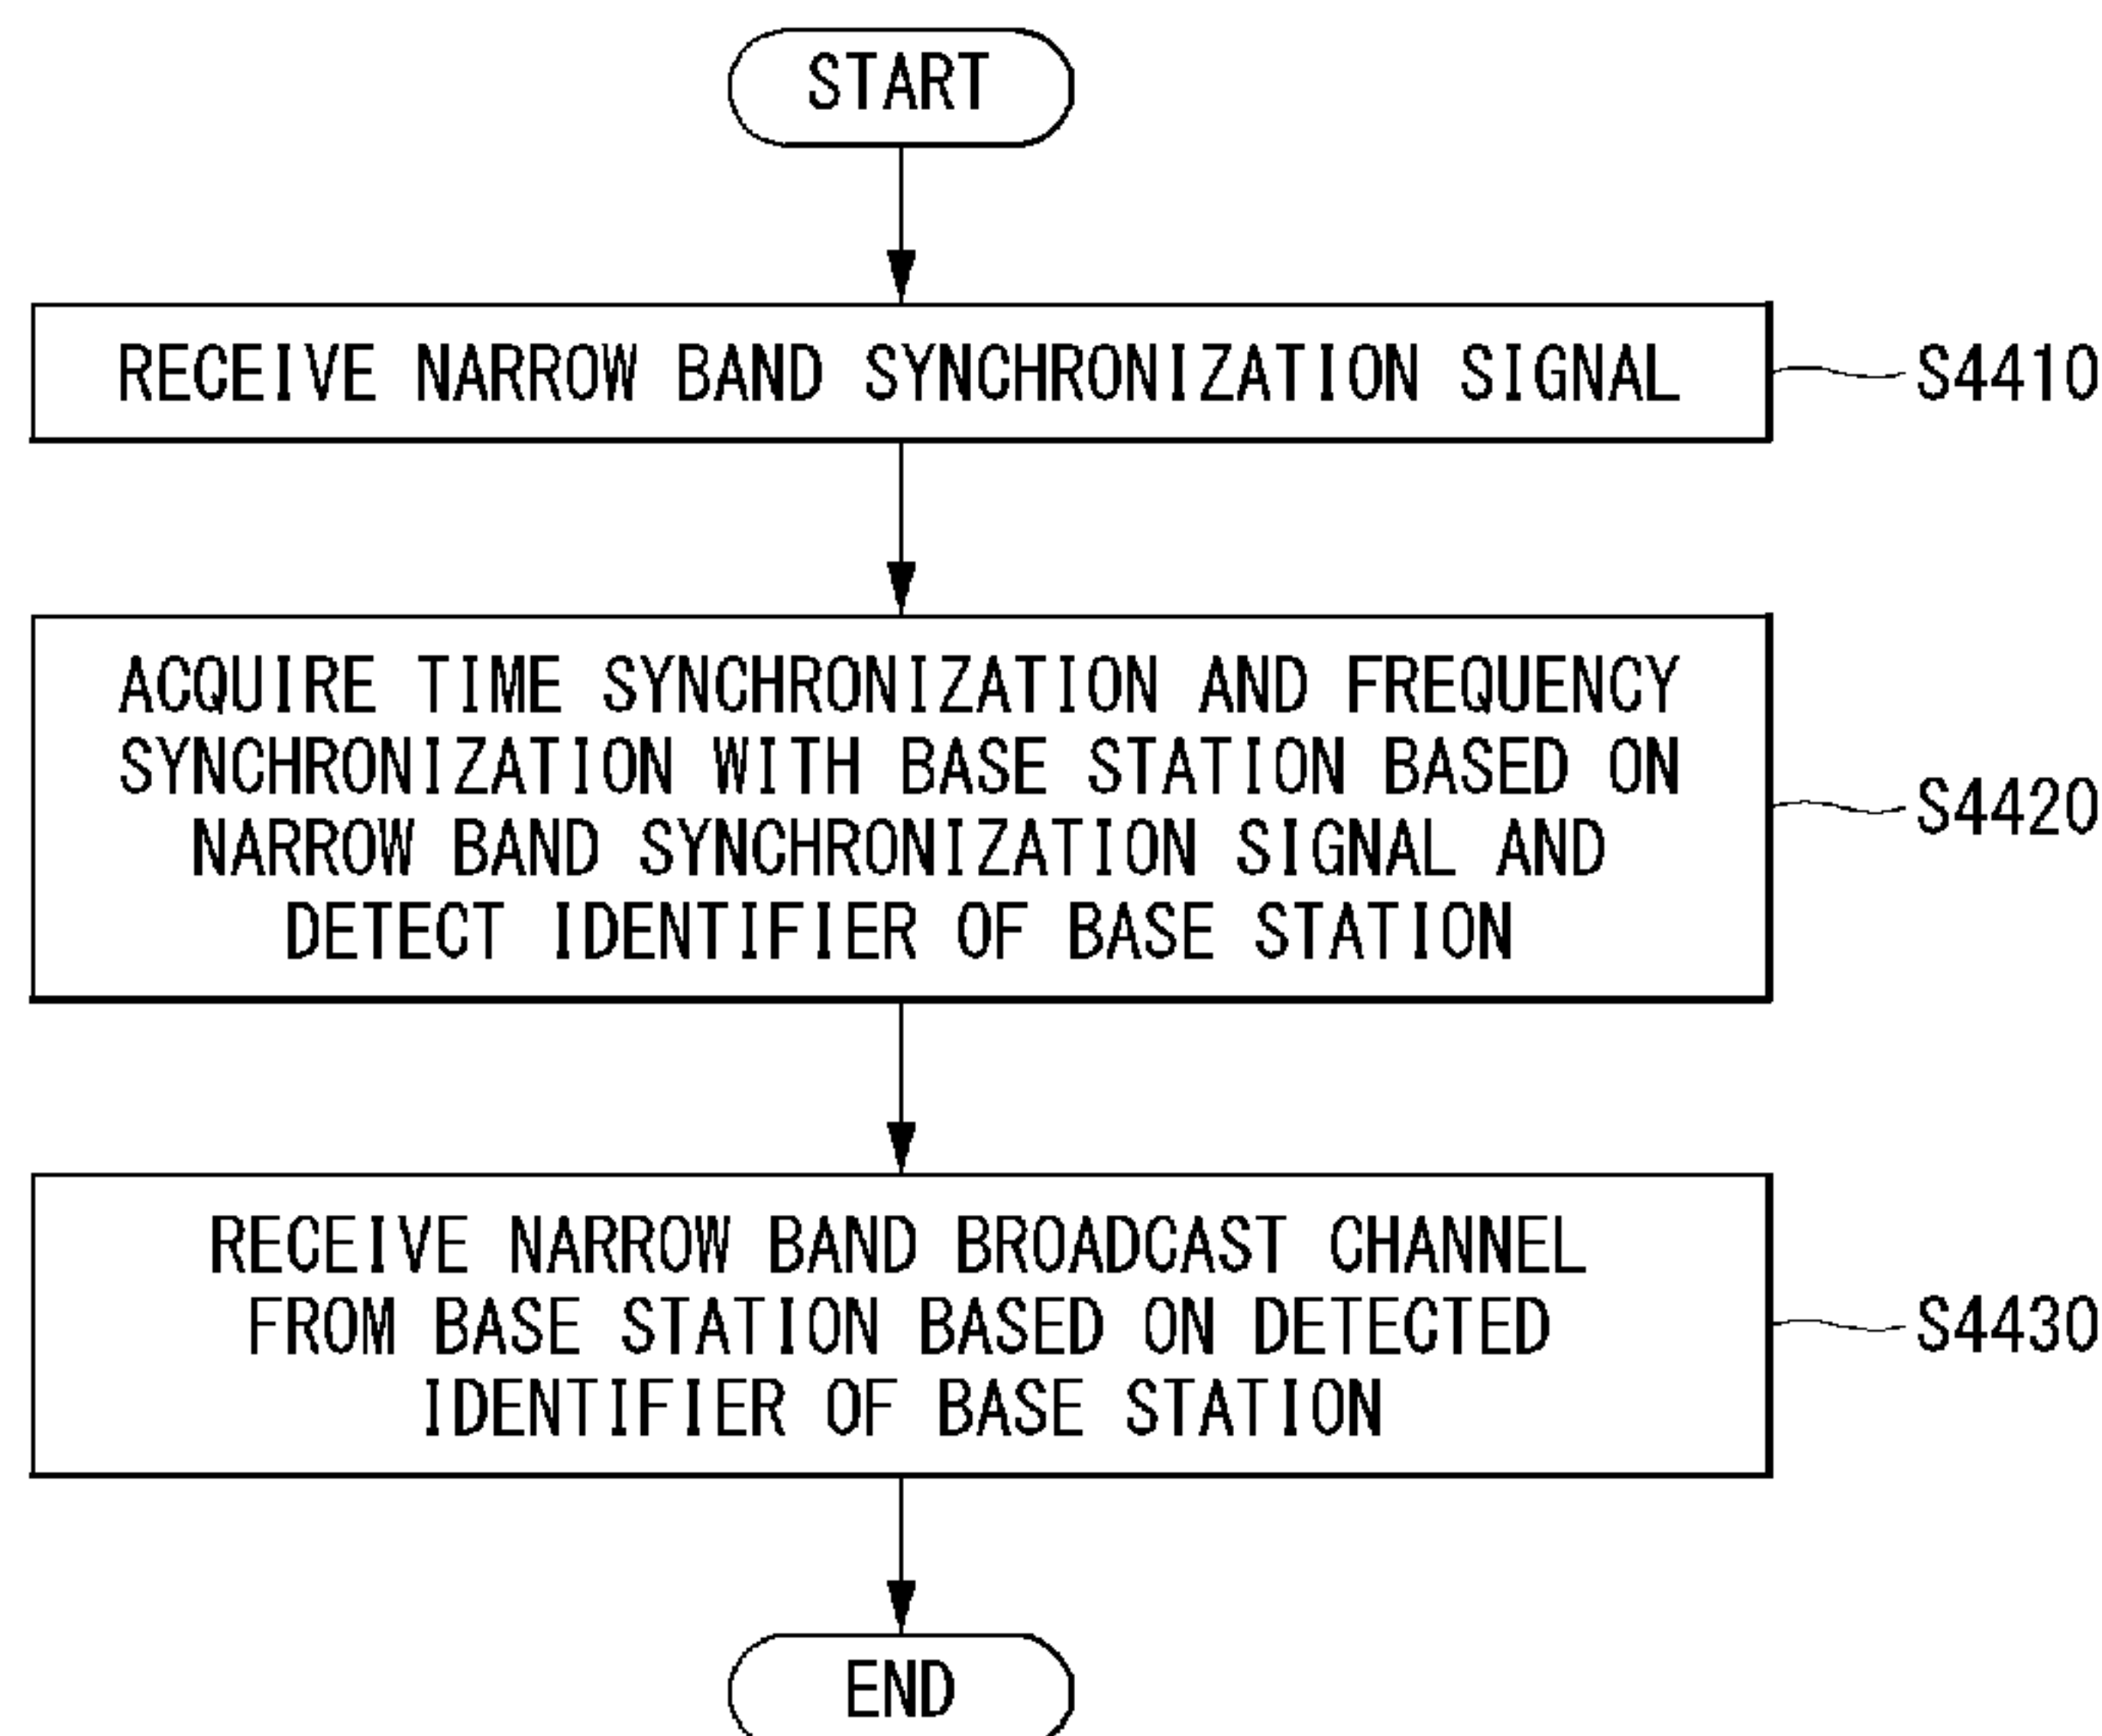 START
RECEIVE NARROW BAND SYNCHRONIZATION SIGNAL
S4410
ACQUIRE TIME SYNCHRONIZATION AND FREQUENCY
SYNCHRONIZATION WITH BASE STATION BASED ON
NARROW BAND SYNCHRONIZATION SIGNAL AND
DETECT IDENTIFIER OF BASE STATION
S4420
RECEIVE NARROW BAND BROADCAST CHANNEL
FROM BASE STATION BASED ON DETECTED
IDENTIFIER OF BASE STATION
S4430
END